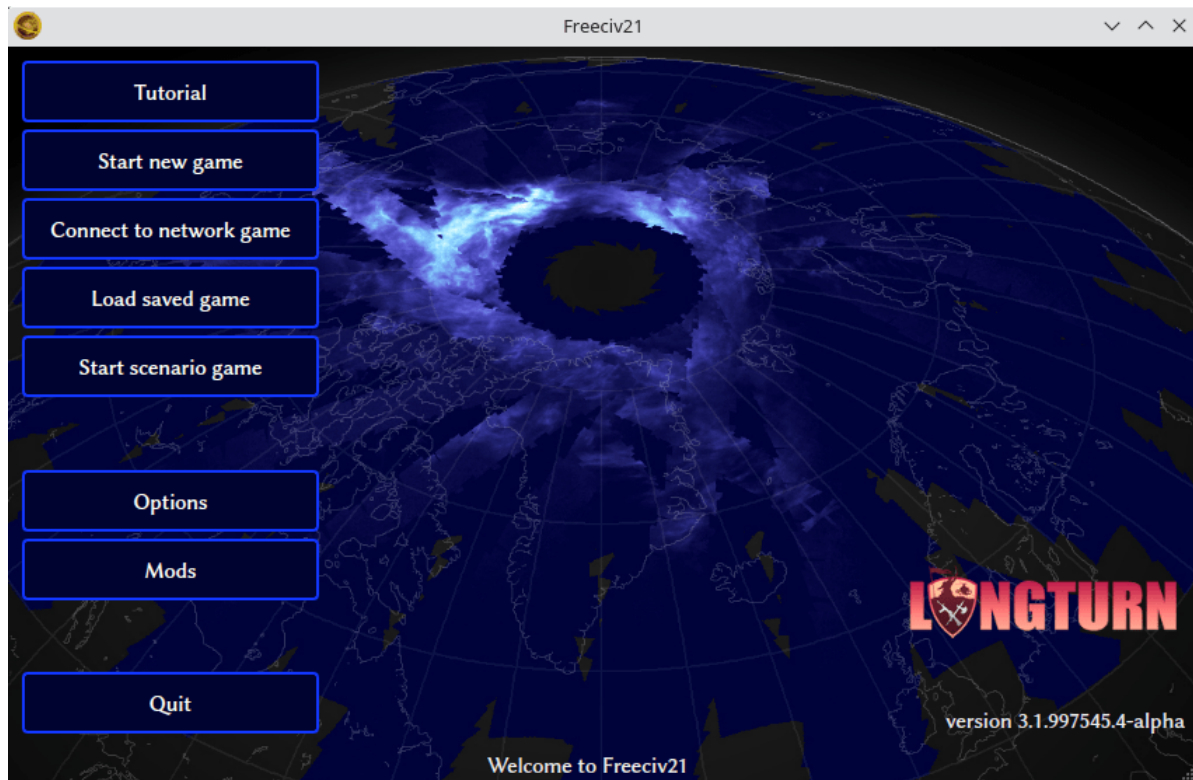 Freeciv21
Tutorial
Start new game
Connect to network game
Load saved game
Start scenario game
Options
Mods
LONGTURN
Quit
version 3.1.997545.4-alpha
Welcome to Freeciv21